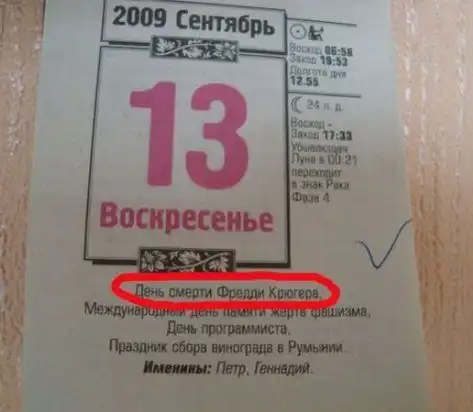 2009 Сентябрь
13
Воскресенье
Восход 06:58
Заход 19:53
Долгота дня
12.55
24 л. д.
Восход -
Заход 17:33
Убывающая
Луна в 00:21
переходит
в знак Рака
Фаза 4
День смерти Фредди Крюгера,
Международный день памяти жертв фашизма,
День программиста,
Праздник сбора винограда в Румынии.
Именины: Петр, Геннадий.